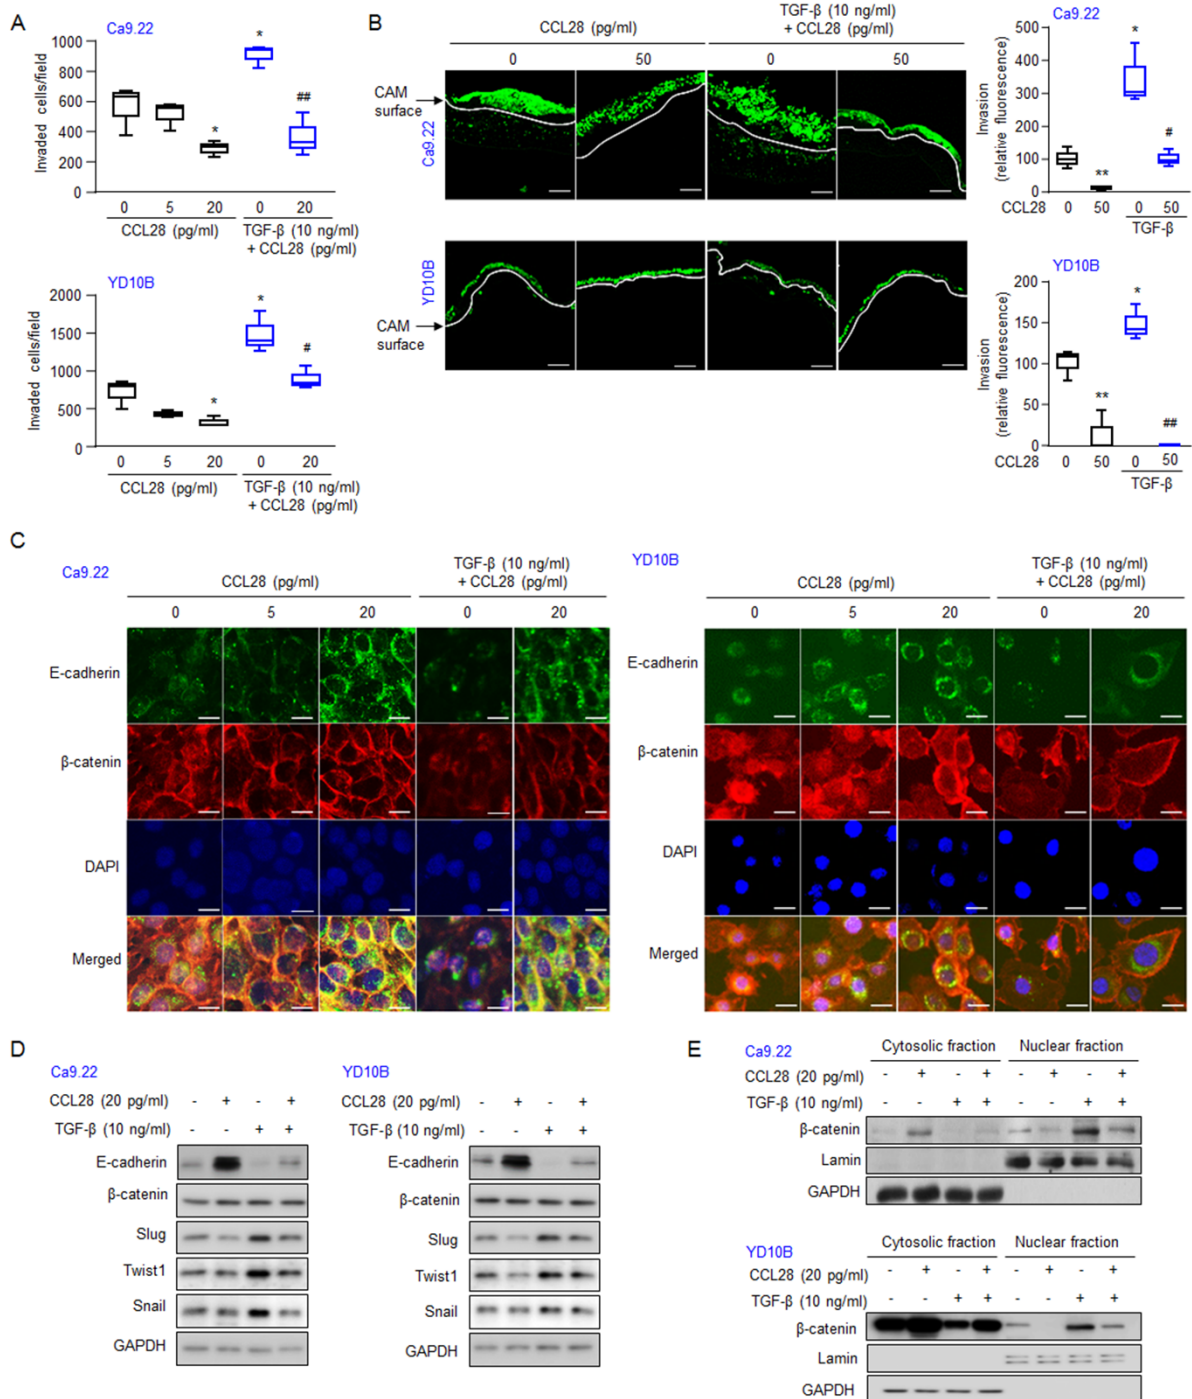 A
Ca9.22
Invaded cells/field
1000
800
600
400
200
0
*
*
##
0 5 20 0 20
CCL28 (pg/ml)
TGF-β (10 ng/ml)
+ CCL28 (pg/ml)
YD10B
Invaded cells/field
2000
1500
1000
500
0
*
*
#
0 5 20 0 20
CCL28 (pg/ml)
TGF-β (10 ng/ml)
+ CCL28 (pg/ml)
B
CCL28 (pg/ml)
TGF-β (10 ng/ml)
+ CCL28 (pg/ml)
0 50 0 50
CAM
surface
Ca9.22
YD10B
CAM
surface
Ca9.22
Invasion
(relative fluorescence)
500
400
300
200
100
0
**
*
#
CCL28 0 50 0 50
TGF-β
YD10B
Invasion
(relative fluorescence)
200
150
100
50
0
**
*
##
CCL28 0 50 0 50
TGF-β
C
Ca9.22
CCL28 (pg/ml)
TGF-β (10 ng/ml)
+ CCL28 (pg/ml)
0 5 20 0 20
E-cadherin
β-catenin
DAPI
Merged
YD10B
CCL28 (pg/ml)
TGF-β (10 ng/ml)
+ CCL28 (pg/ml)
0 5 20 0 20
E-cadherin
β-catenin
DAPI
Merged
D
Ca9.22
CCL28 (20 pg/ml) - + - +
TGF-β (10 ng/ml) - - + +
E-cadherin
β-catenin
Slug
Twist1
Snail
GAPDH
YD10B
CCL28 (20 pg/ml) - + - +
TGF-β (10 ng/ml) - - + +
E-cadherin
β-catenin
Slug
Twist1
Snail
GAPDH
E
Ca9.22
Cytosolic fraction Nuclear fraction
CCL28 (20 pg/ml) - + - + - + - +
TGF-β (10 ng/ml) - - + + - - + +
β-catenin
Lamin
GAPDH
YD10B
Cytosolic fraction Nuclear fraction
CCL28 (20 pg/ml) - + - + - + - +
TGF-β (10 ng/ml) - - + + - - + +
β-catenin
Lamin
GAPDH